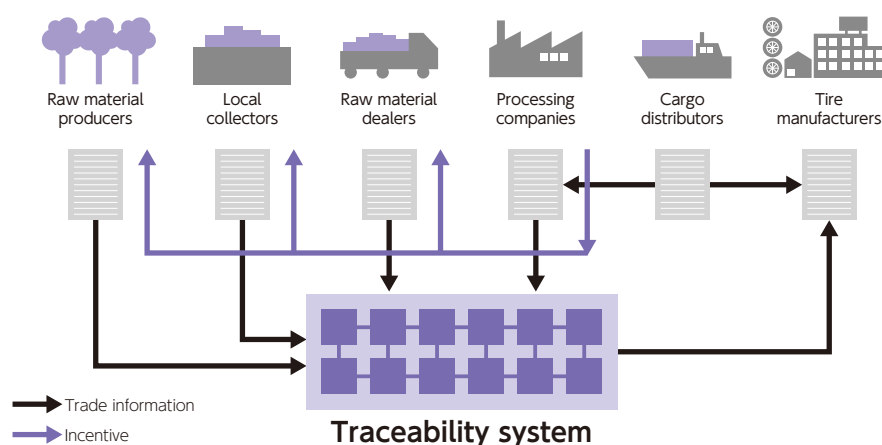 Raw material
producers
Local
collectors
Raw material
dealers
Processing
companies
Cargo
distributors
Tire
manufacturers
Trade information
Incentive
Traceability system